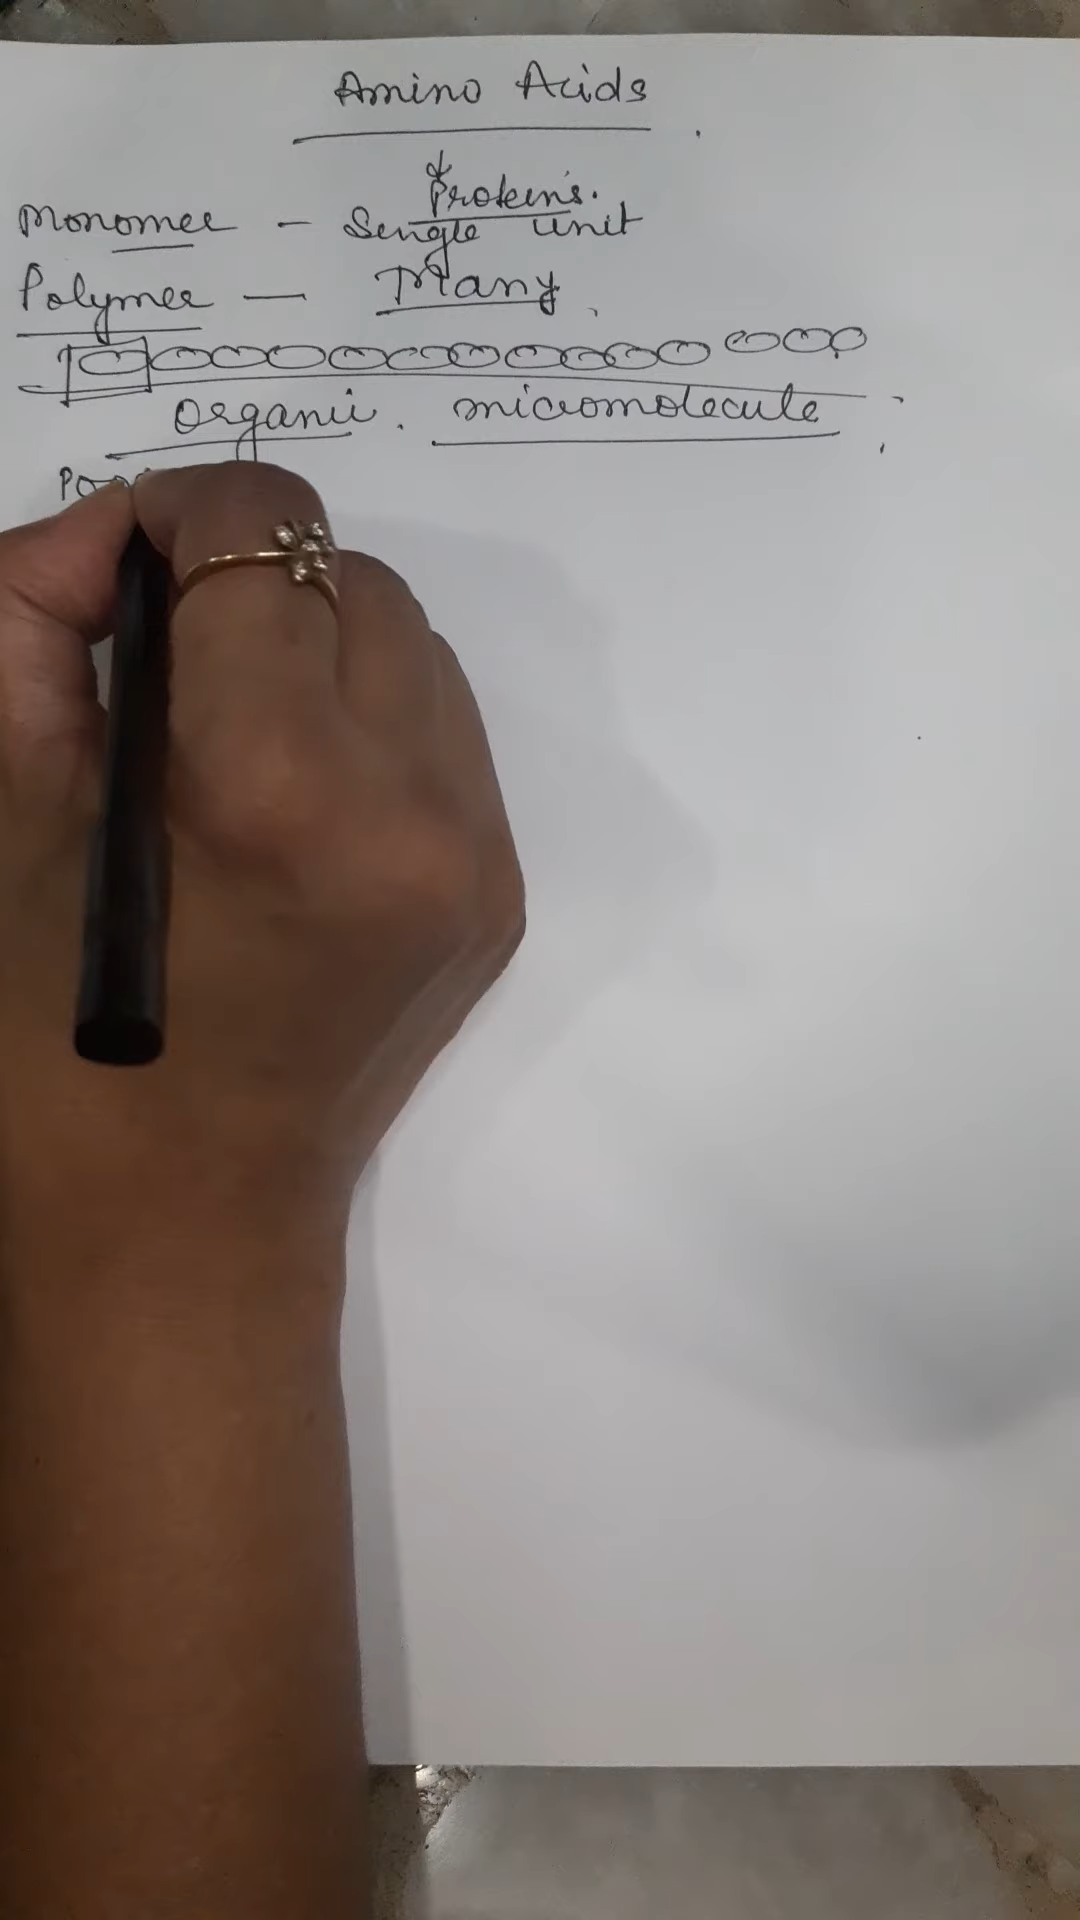 Amino Acids
Proteins.
Monomer - Single unit
Polymer - Many
Organic. micromolecule